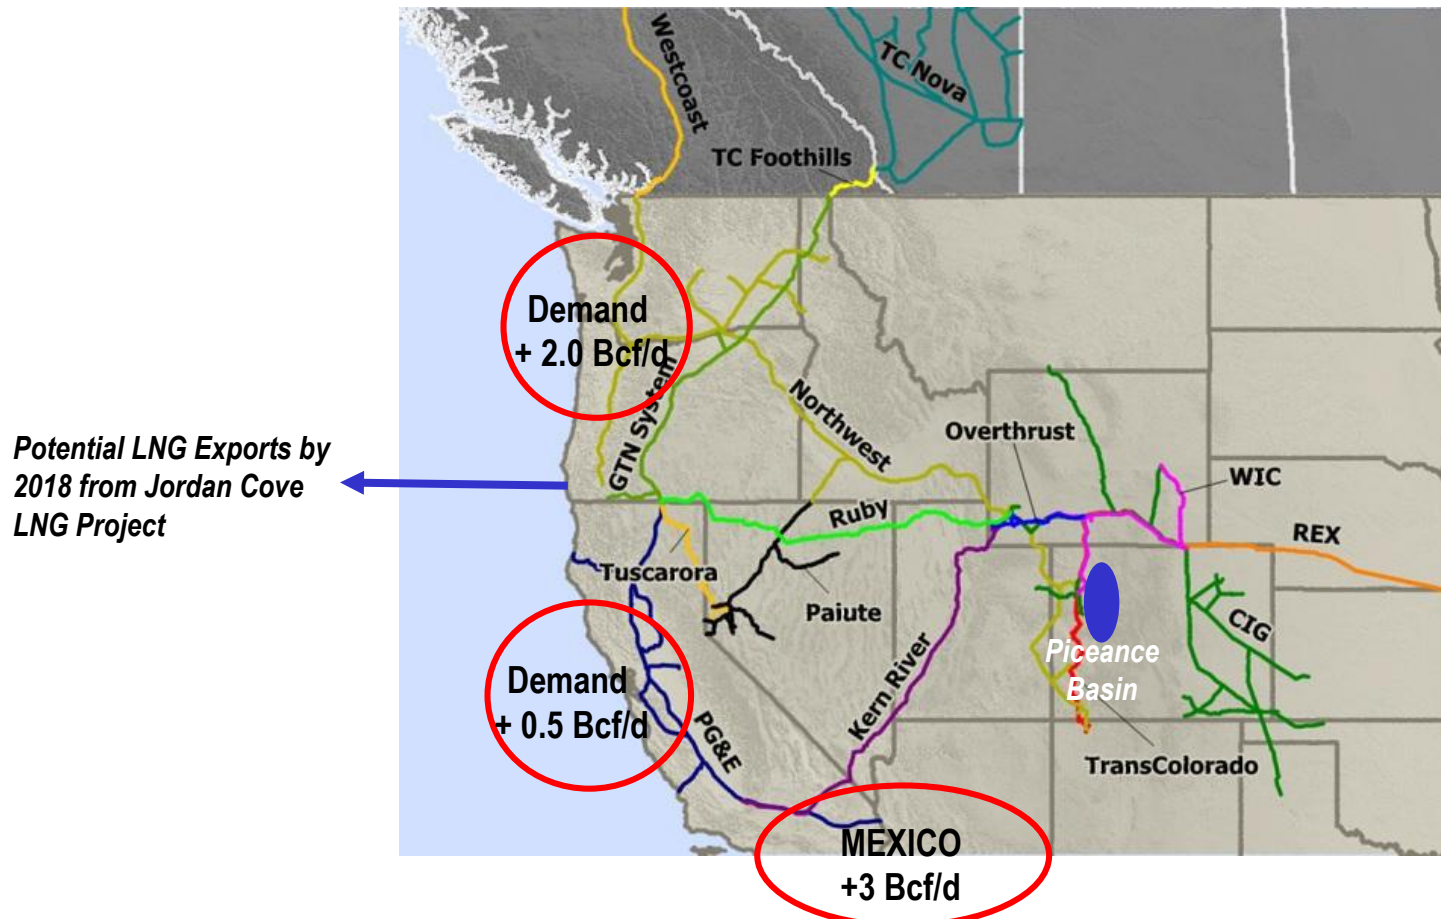 Westcoast
TC Nova
TC Foothills
Demand
+ 2.0 Bcf/d
GTN System
Northwest
Overthrust
Potential LNG Exports by
2018 from Jordan Cove
LNG Project
WIC
Ruby
REX
Tuscarora
Paiute
CIG
Kern River
Piceance
Basin
Demand
+ 0.5 Bcf/d
PG&E
TransColorado
MEXICO
+3 Bcf/d